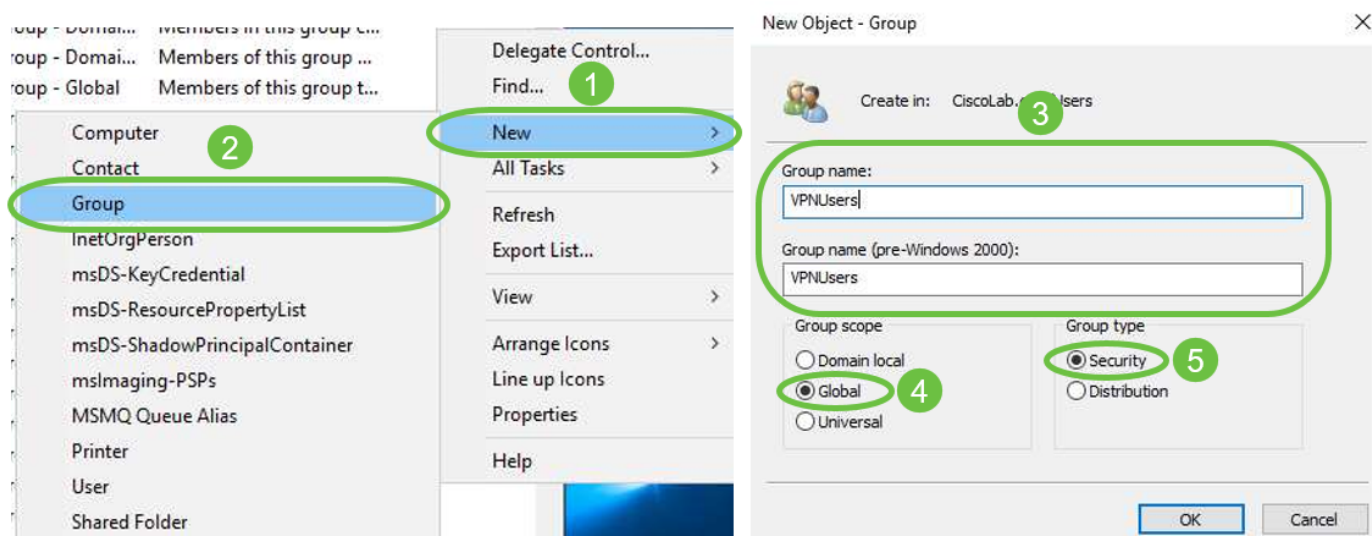 Members in this group c...
roup - Domai... Members of this group ...
roup - Global Members of this group t...
Delegate Control...
Find...
1
New >
All Tasks >
Refresh
Export List...
View >
Arrange Icons >
Line up Icons
Properties
Help
2
Computer
Contact
Group
InetOrgPerson
msDS-KeyCredential
msDS-ResourcePropertyList
msDS-ShadowPrincipalContainer
msImaging-PSPs
MSMQ Queue Alias
Printer
User
Shared Folder
New Object - Group
Create in: CiscoLab. Users
3
Group name:
VPNUsers
Group name (pre-Windows 2000):
VPNUsers
Group scope
Domain local
Global
4
Universal
Group type
Security
5
Distribution
OK Cancel